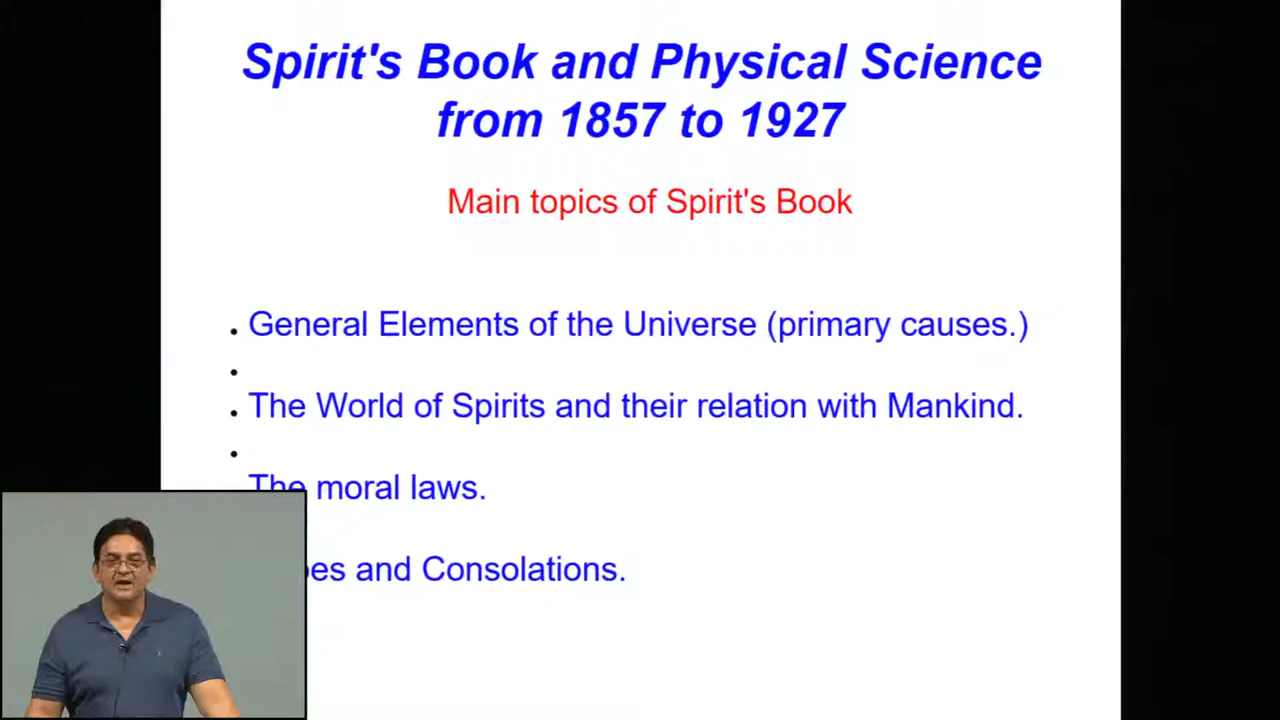 Spirit's Book and Physical Science
from 1857 to 1927
Main topics of Spirit's Book
General Elements of the Universe (primary causes.)
The World of Spirits and their relation with Mankind.
The moral laws.
and Consolations.